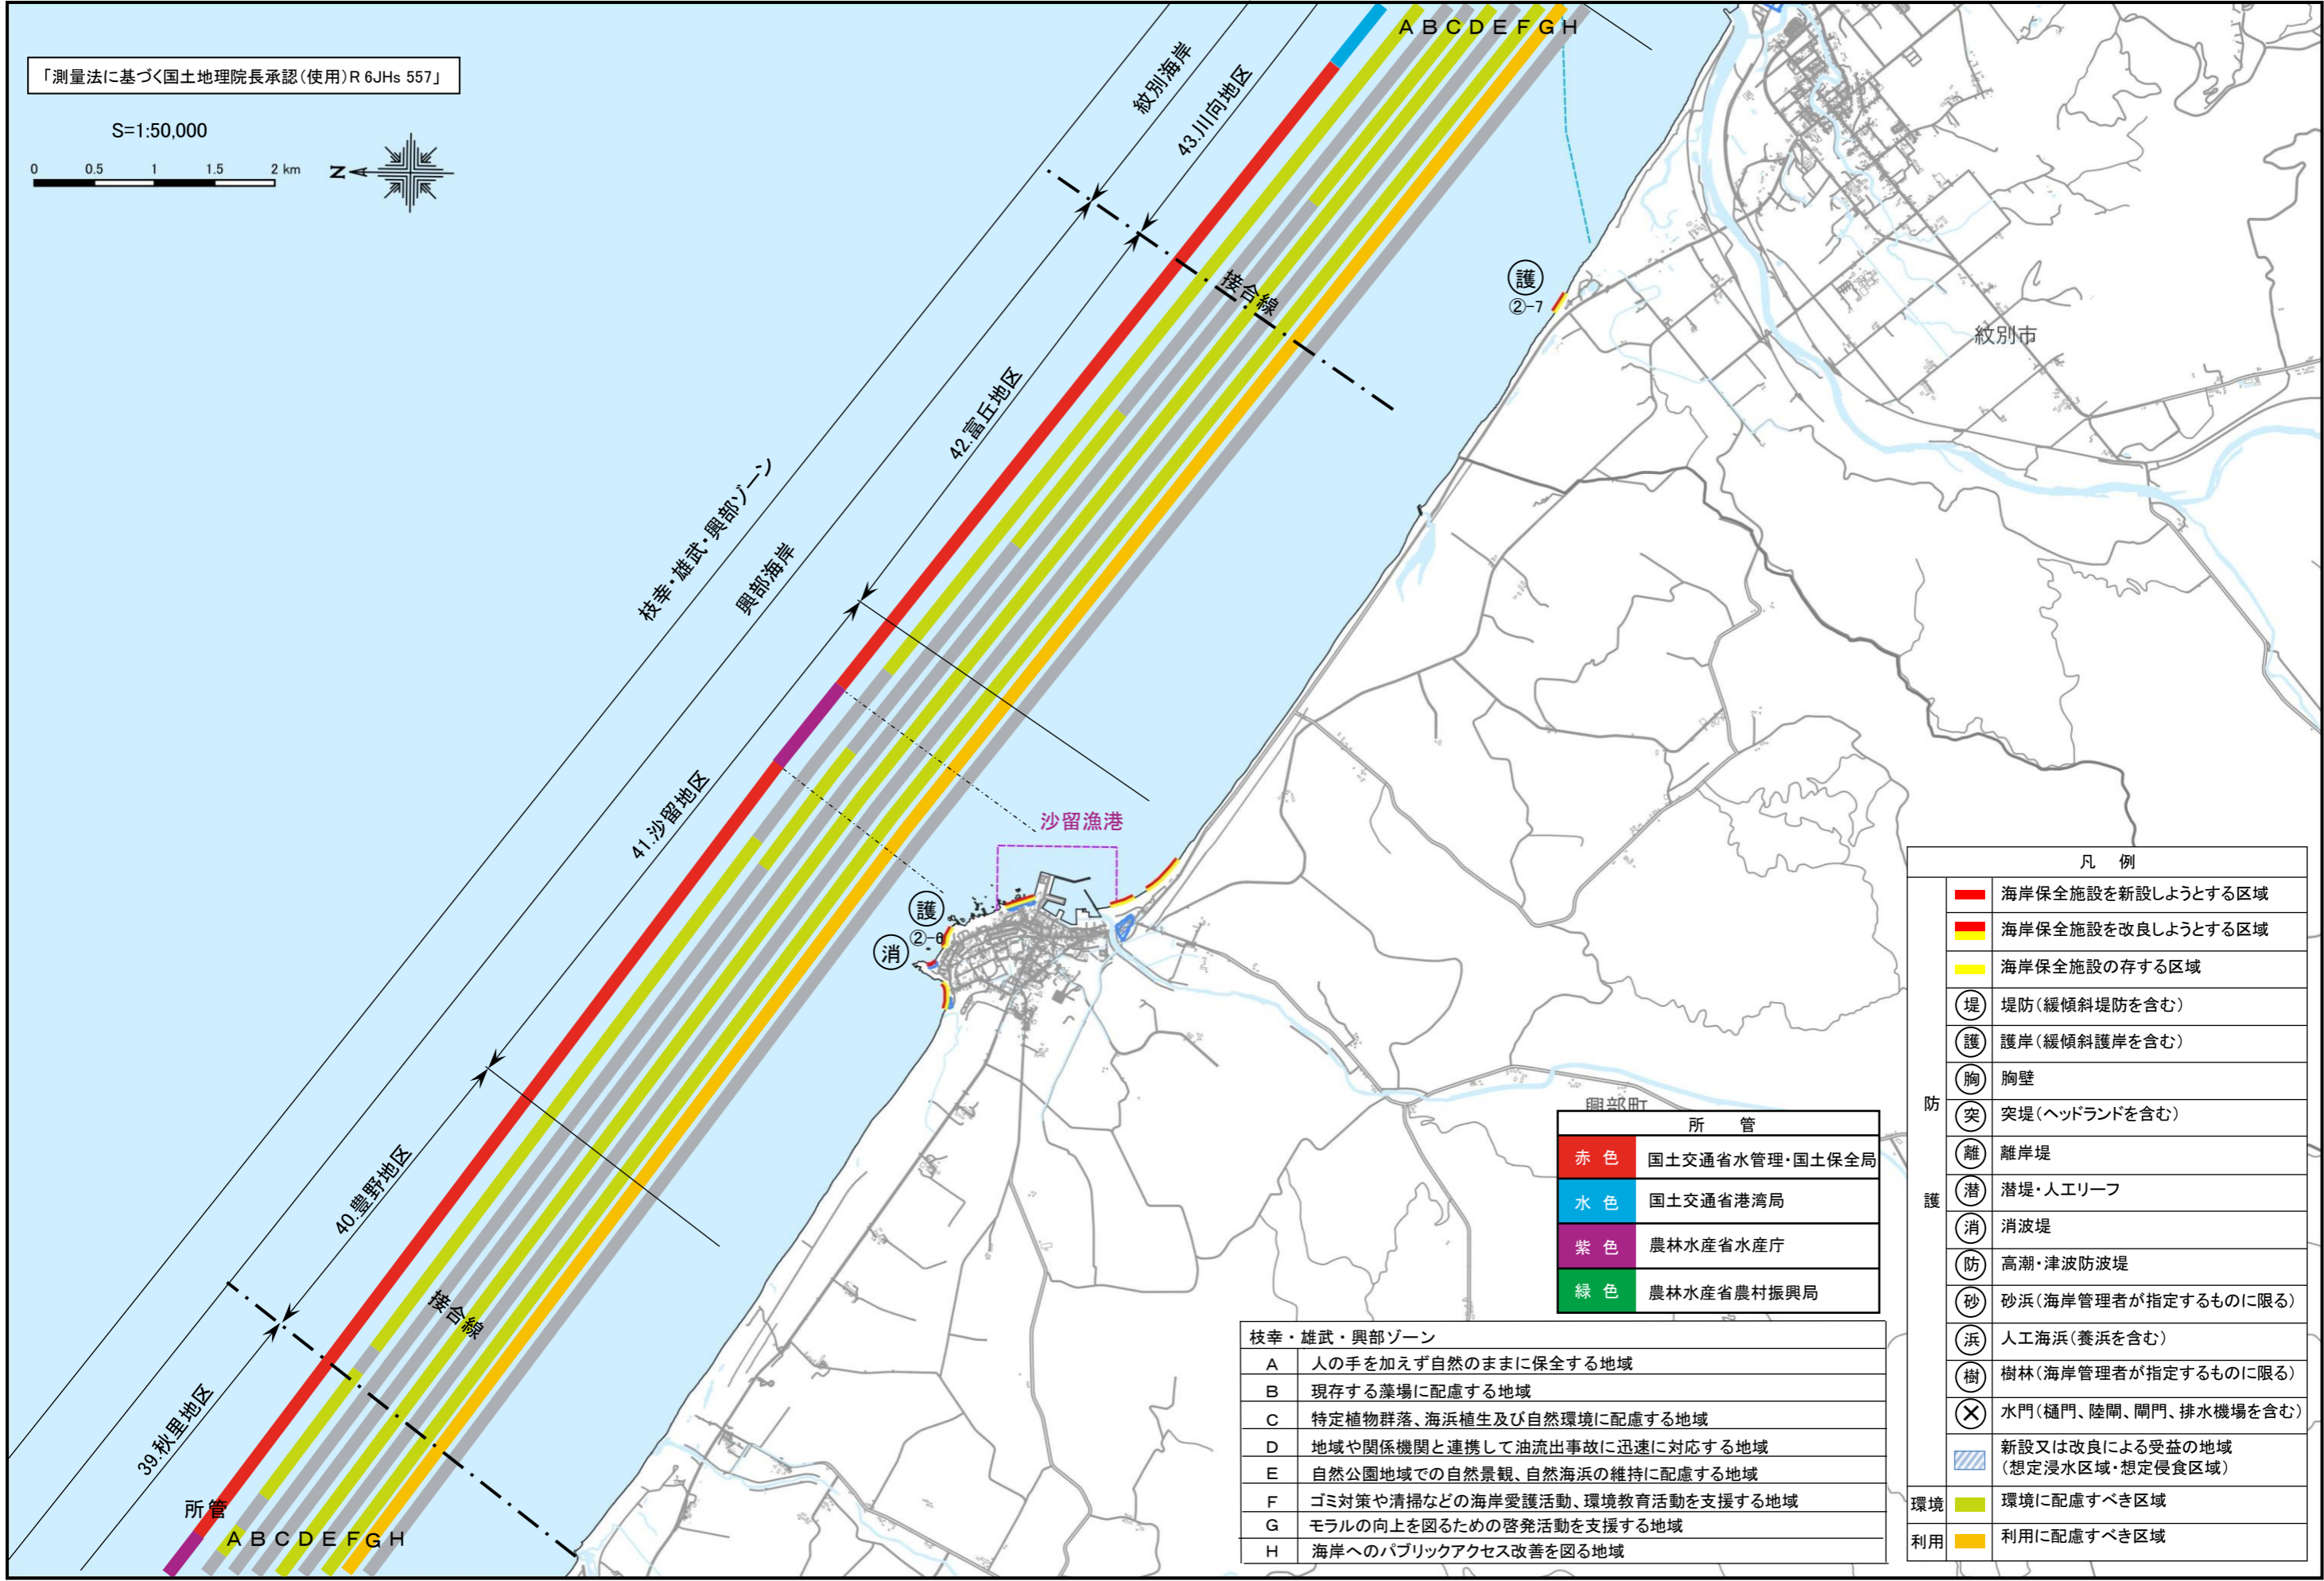 「測量法に基づく国土地理院長承認(使用)R 6JHs 557」
S=1:50,000
0 0.5 1 1.5 2 km
N
A B C D E F G H
紋別海岸
43.川向地区
接合線
護
②-7
紋別市
42.富丘地区
枝幸・雄武・興部ゾーン
興部海岸
41.沙留地区
沙留漁港
護
②-6
消
40.豊野地区
接合線
39.秋里地区
所管
A B C D E F G H
興部町
所 管
赤 色 国土交通省水管理・国土保全局
水 色 国土交通省港湾局
紫 色 農林水産省水産庁
緑 色 農林水産省農村振興局
枝幸・雄武・興部ゾーン
A 人の手を加えず自然のままに保全する地域
B 現存する藻場に配慮する地域
C 特定植物群落、海浜植生及び自然環境に配慮する地域
D 地域や関係機関と連携して油流出事故に迅速に対応する地域
E 自然公園地域での自然景観、自然海浜の維持に配慮する地域
F ゴミ対策や清掃などの海岸愛護活動、環境教育活動を支援する地域
G モラルの向上を図るための啓発活動を支援する地域
H 海岸へのパブリックアクセス改善を図る地域
凡 例
防護
海岸保全施設を新設しようとする区域
海岸保全施設を改良しようとする区域
海岸保全施設の存する区域
堤 堤防(緩傾斜堤防を含む)
護 護岸(緩傾斜護岸を含む)
胸 胸壁
突 突堤(ヘッドランドを含む)
離 離岸堤
潜 潜堤・人工リーフ
消 消波堤
防 高潮・津波防波堤
砂 砂浜(海岸管理者が指定するものに限る)
浜 人工海浜(養浜を含む)
樹 樹林(海岸管理者が指定するものに限る)
水門(樋門、陸閘、閘門、排水機場を含む)
新設又は改良による受益の地域
(想定浸水区域・想定侵食区域)
環境 環境に配慮すべき区域
利用 利用に配慮すべき区域